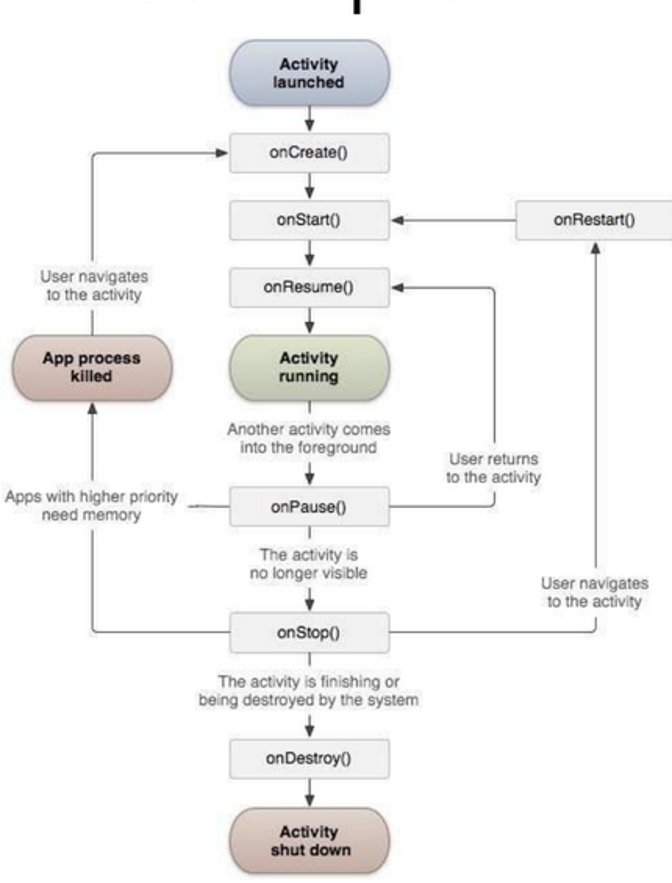 Activity
launched
onCreate()
onStart()
onRestart()
User navigates
to the activity
onResume()
App process
killed
Activity
running
Another activity comes
into the foreground
User returns
to the activity
Apps with higher priority
need memory
onPause()
The activity is
no longer visible
User navigates
to the activity
onStop()
The activity is finishing or
being destroyed by the system
onDestroy()
Activity
shut down